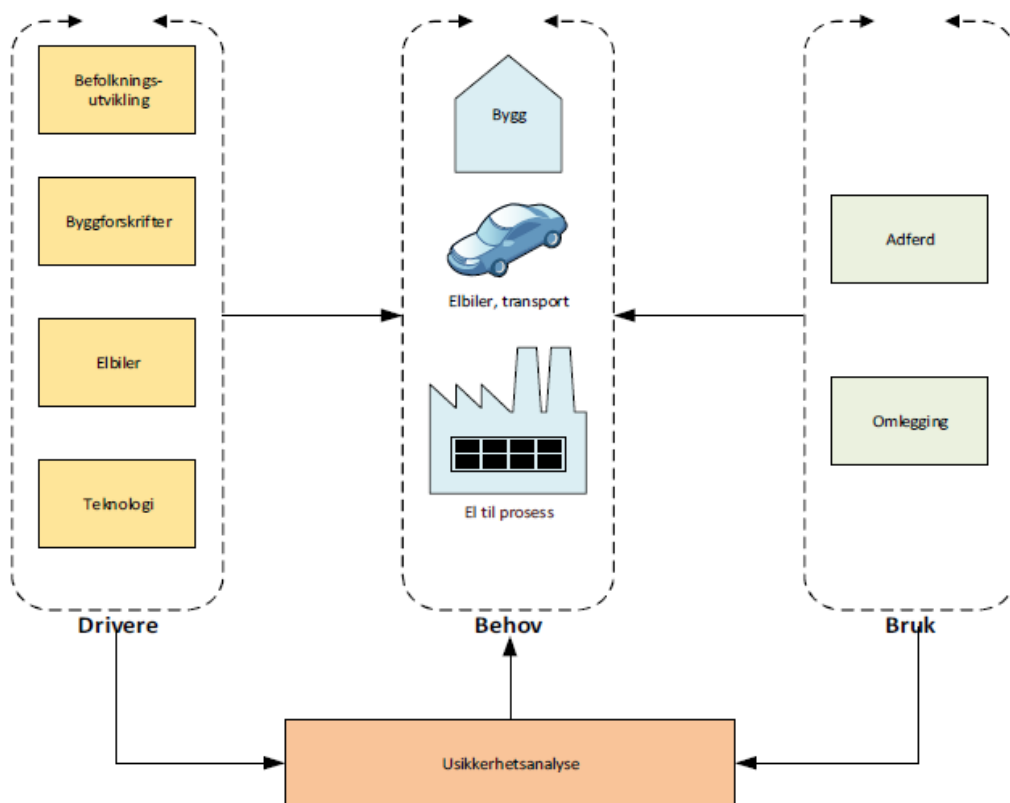 Befolknings-
utvikling
Byggforskrifter
Elbiler
Teknologi
Drivere
Bygg
Elbiler, transport
El til prosess
Behov
Adferd
Omlegging
Bruk
Usikkerhetsanalyse